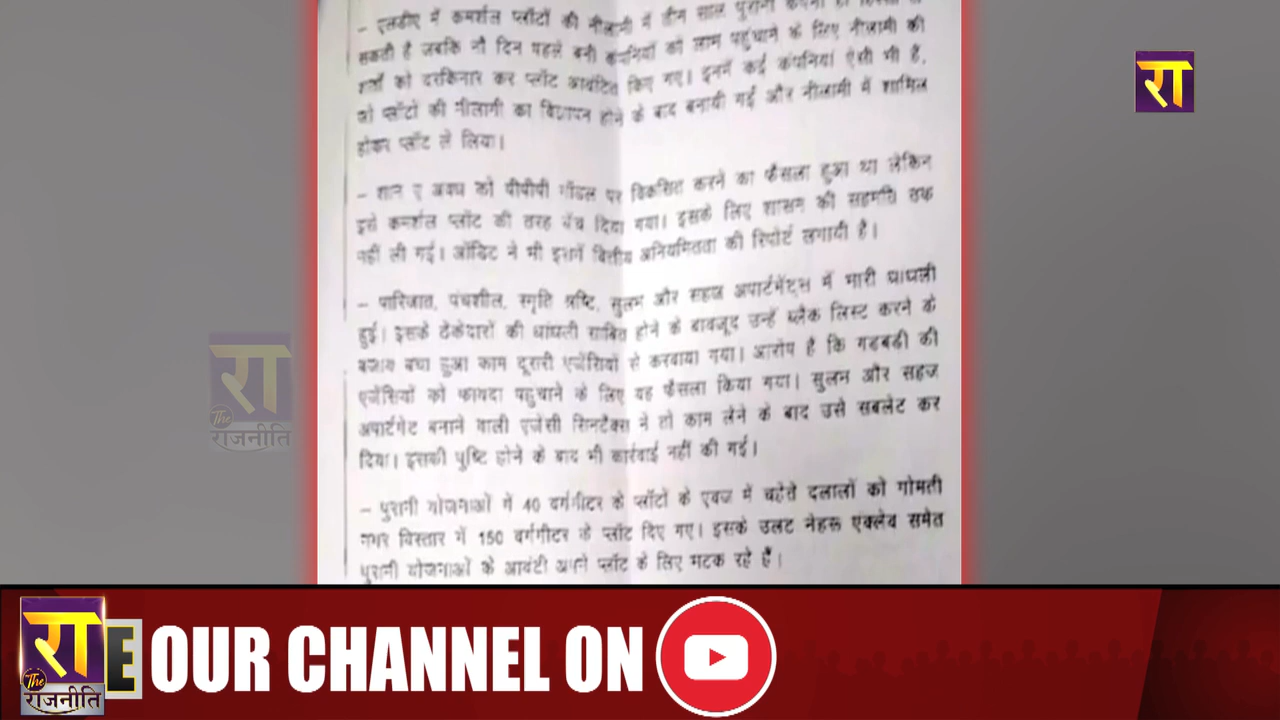 – एलडीए में कमर्शल प्लॉटों की नीलामी में तीन साल पुरानी कंपनी ही हिस्सा
सकती है जबकि नौ दिन पहले बनी कंपनियों को लाभ पहुंचाने के लिए नीलामी की
शर्तों को दरकिनार कर प्लॉट आवंटित किए गए। इनमें कई कंपनियां ऐसी भी हैं,
जो प्लॉटों की नीलामी का विज्ञापन होने के बाद बनायी गईं और नीलामी में शामिल
होकर प्लॉट ले लिया।
– शान ए अवध को पीपीपी मॉडल पर विकसित करने का फैसला हुआ था लेकिन
इसे कमर्शल प्लॉट की तरह बेच दिया गया। इसके लिए शासन की सहमति तक
नहीं ली गई। ऑडिट ने भी इसमें वित्तीय अनियमितता की रिपोर्ट लगायी है।
– पारिजात, पंचशील, स्मृति श्रष्टि, सुलभ और सहज अपार्टमेंट्स में भारी धांधली
हुई। इसके ठेकेदारों की धांधली साबित होने के बावजूद उन्हें ब्लैक लिस्ट करने के
बजाय बचा हुआ काम दूसरी एजेंसियों से करवाया गया। आरोप है कि गडबडी की
एजेंसियों को फायदा पहुचाने के लिए यह फैसला किया गया। सुलभ और सहज
अपार्टमेंट बनाने वाली एजेंसी सिनटैक्स ने तो काम लेने के बाद उसे सबलेट कर
दिया। इसकी पुष्टि होने के बाद भी कार्रवाई नहीं की गई।
– पुरानी योजनाओं में 40 वर्गमीटर के प्लॉटों के एवज में चहेते दलालों को गोमती
नगर विस्तार में 150 वर्गमीटर के प्लॉट दिए गए। इसके उलट नेहरू एंक्लेव समेत
पुरानी योजनाओं के आवंटी अपने प्लॉट के लिए भटक रहे हैं।
रा
रा
The
राजनीति
रा
The
राजनीति
E OUR CHANNEL ON